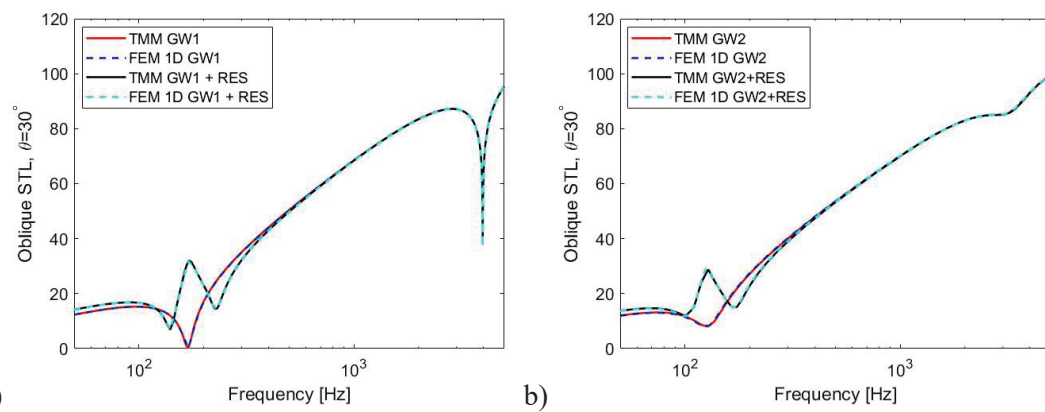 120
100
80
60
40
20
0
Oblique STL, θ=30°
TMM GW1
FEM 1D GW1
TMM GW1 + RES
FEM 1D GW1 + RES
10²
10³
Frequency [Hz]
)
b)
120
100
80
60
40
20
0
Oblique STL, θ=30°
TMM GW2
FEM 1D GW2
TMM GW2+RES
FEM 1D GW2+RES
10²
10³
Frequency [Hz]